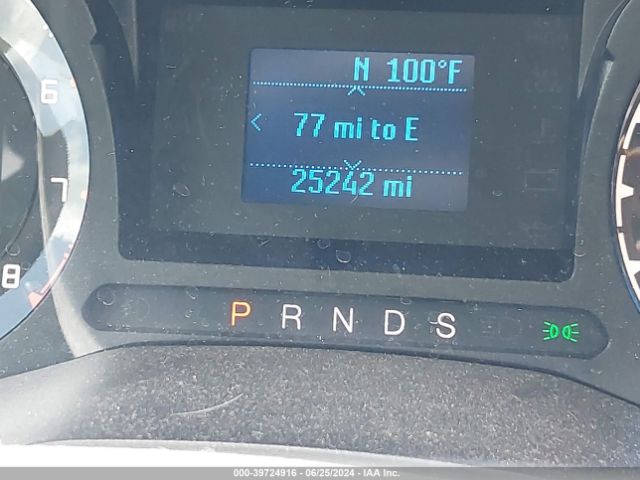 6
7
8
N 100°F
< 77 mi to E
25242 mi
P R N D S
000-39724916 - 06/25/2024 - IAA Inc.